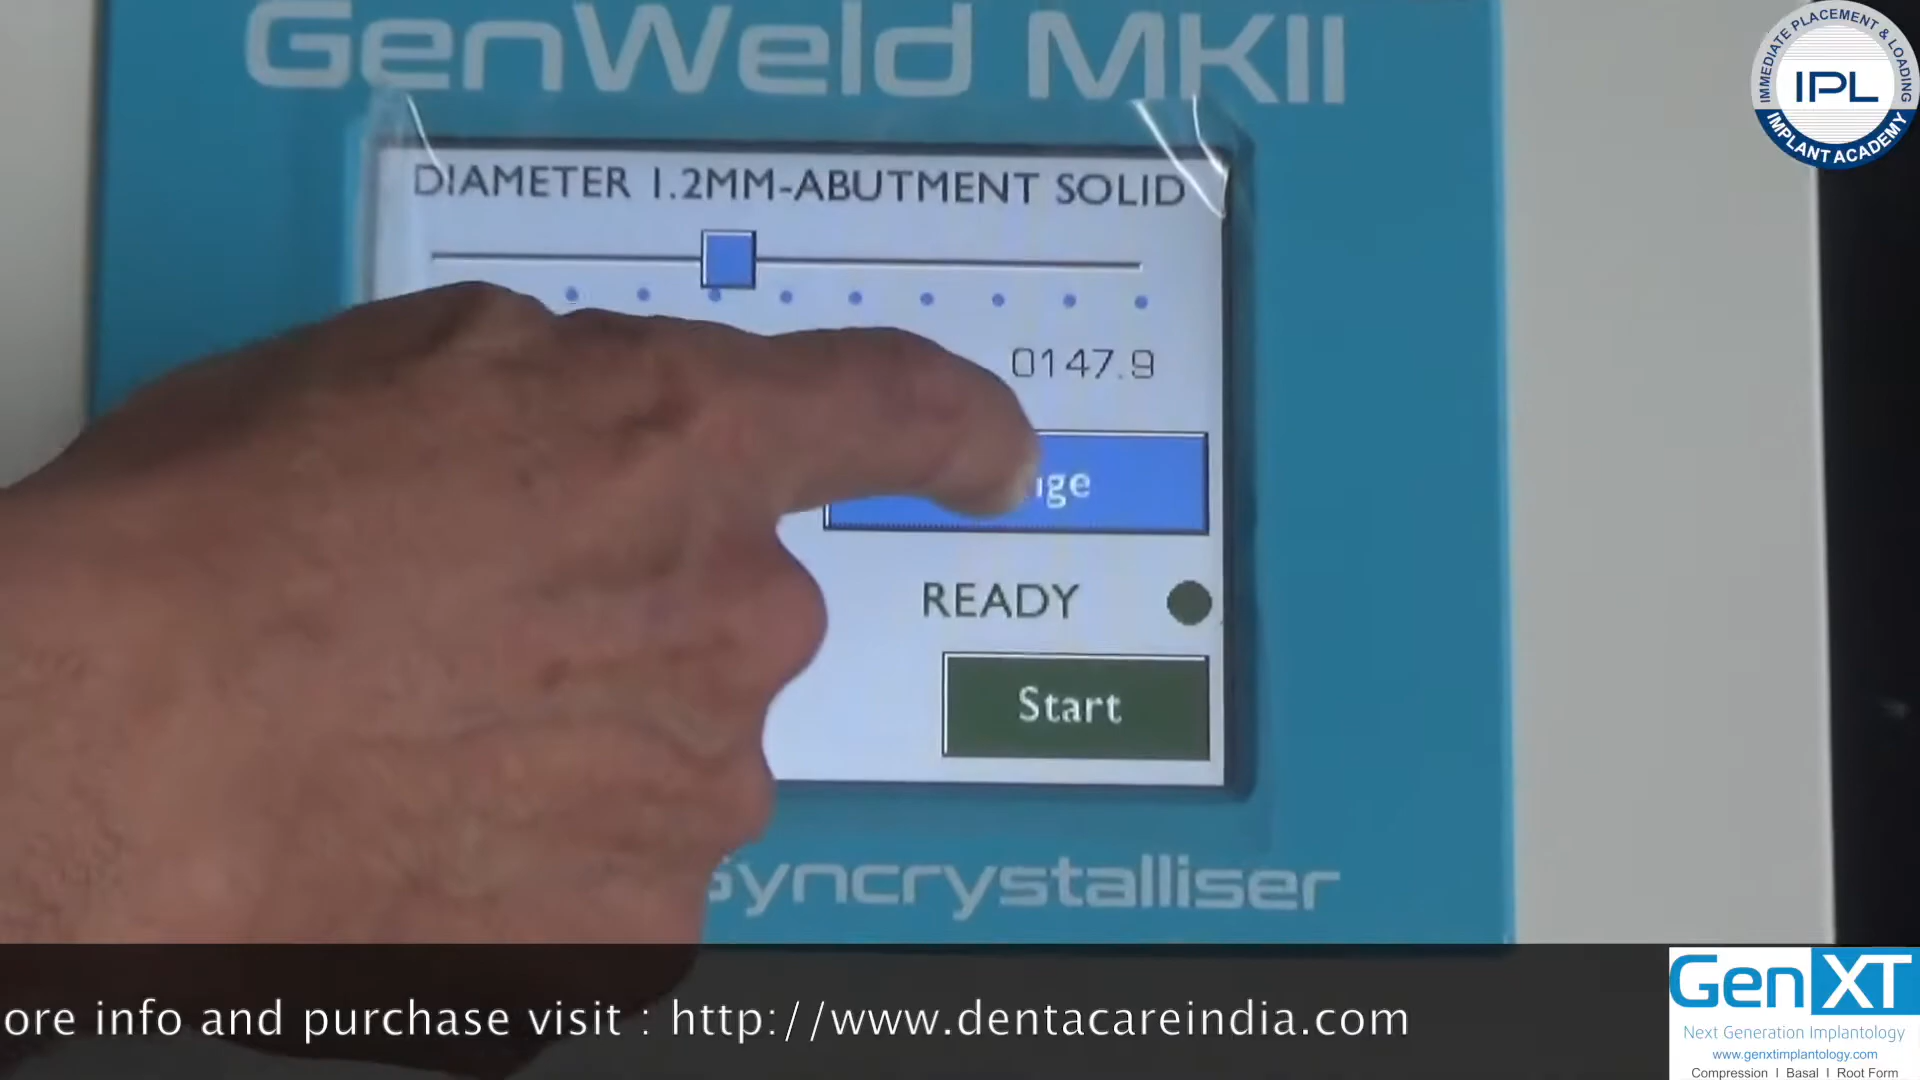 GenWeld MKII
IMMEDIATE PLACEMENT & LOADING
IPL
IMPLANT ACADEMY
DIAMETER 1.2MM-ABUTMENT SOLID
0147.9
READY
Start
Syncrystalliser
ore info and purchase visit : http://www.dentacareindia.com
GenXT
Next Generation Implantology
www.genxtimplantology.com
Compression | Basal | Root Form